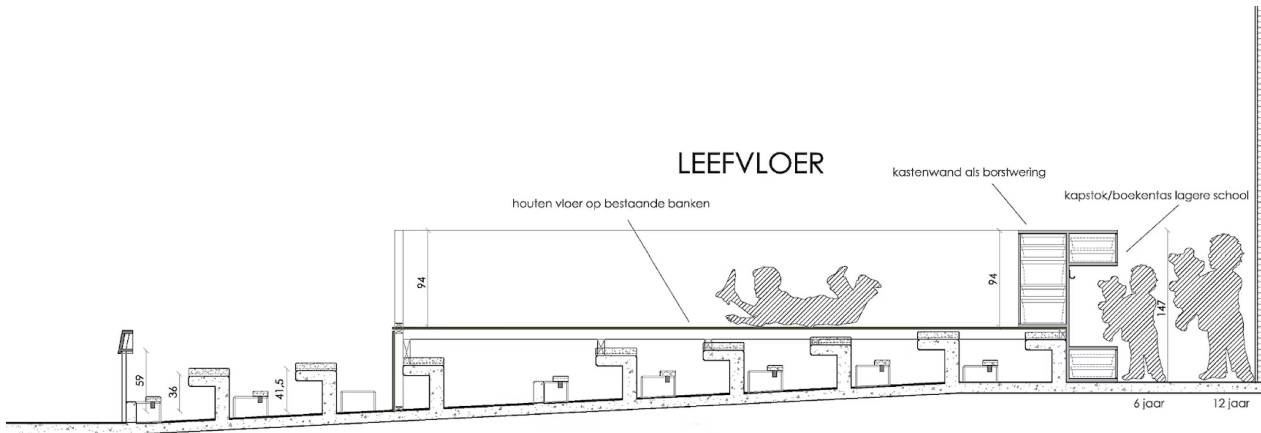 LEEFVLOER
kastenwand als borstwering
kapstok/boekentas lagere school
houten vloer op bestaande banken
94
94
147
59
36
41,5
6 jaar
12 jaar